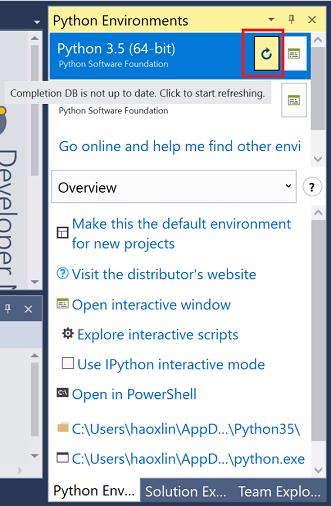 Python Environments
Python 3.5 (64-bit)
Python Software Foundation
Completion DB is not up to date. Click to start refreshing.
Python Software Foundation
Go online and help me find other envi
Overview
?
Make this the default environment
for new projects
Visit the distributor's website
Open interactive window
Explore interactive scripts
Use IPython interactive mode
Open in PowerShell
C:\Users\haoxlin\AppD...\Python35\
C:\Users\haoxlin\AppD...\python.exe
Python Env...
Solution Ex...
Team Explo...
Developer